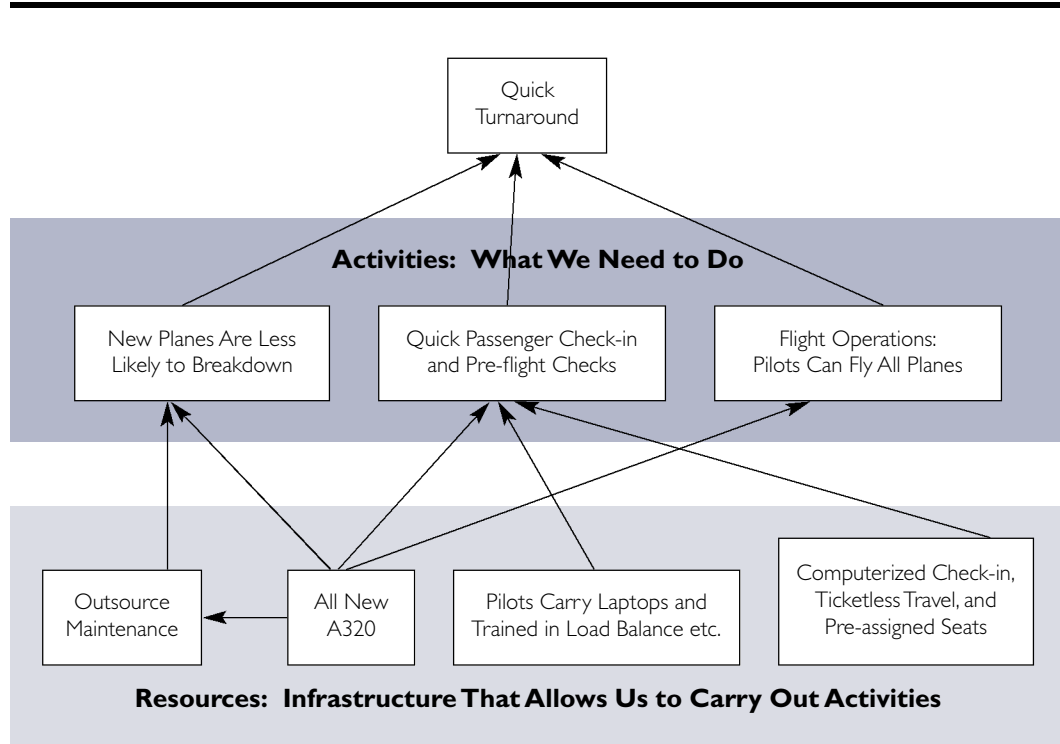 Quick
Turnaround
Activities: What We Need to Do
New Planes Are Less
Likely to Breakdown
Quick Passenger Check-in
and Pre-flight Checks
Flight Operations:
Pilots Can Fly All Planes
Outsource
Maintenance
All New
A320
Pilots Carry Laptops and
Trained in Load Balance etc.
Computerized Check-in,
Ticketless Travel, and
Pre-assigned Seats
Resources: Infrastructure That Allows Us to Carry Out Activities